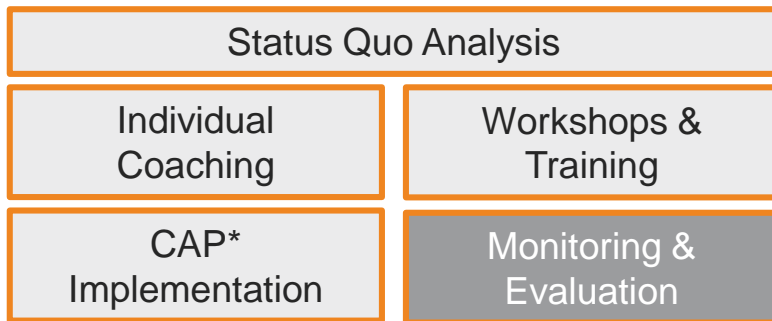 Status Quo Analysis
Individual
Coaching
Workshops &
Training
CAP*
Implementation
Monitoring &
Evaluation